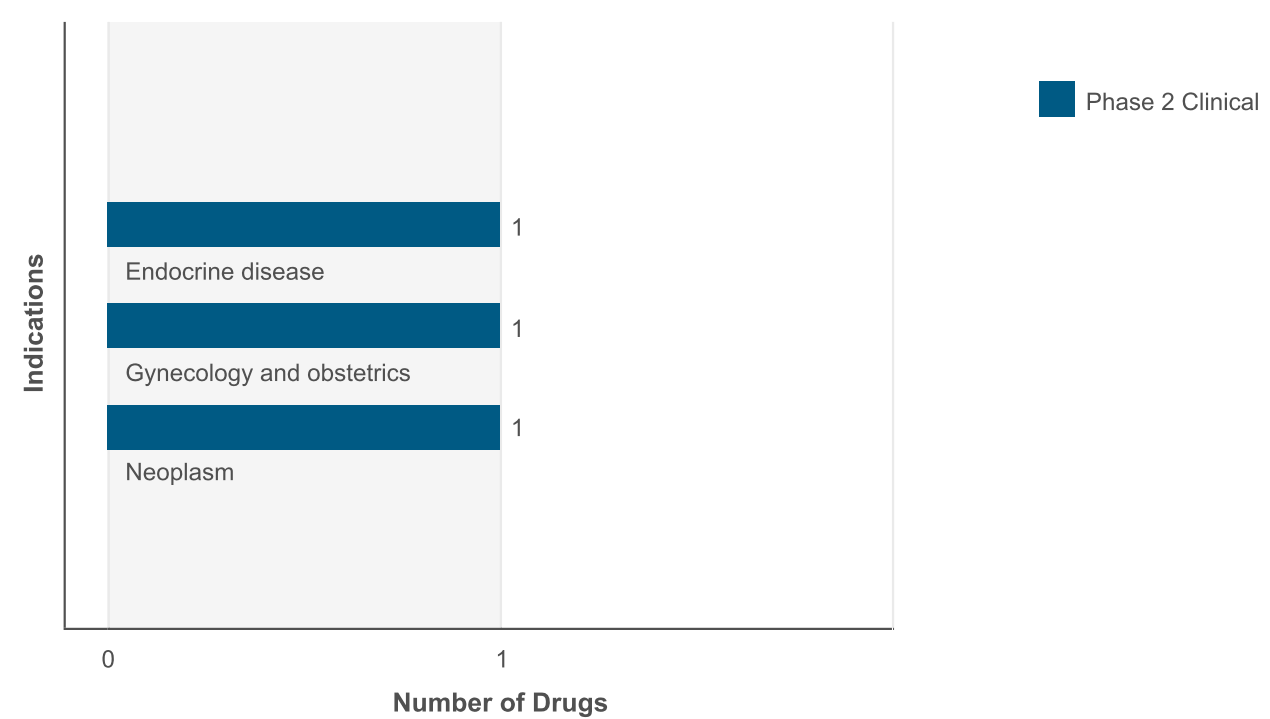 Phase 2 Clinical
1
Endocrine disease
1
Gynecology and obstetrics
1
Neoplasm
Indications
0 1
Number of Drugs